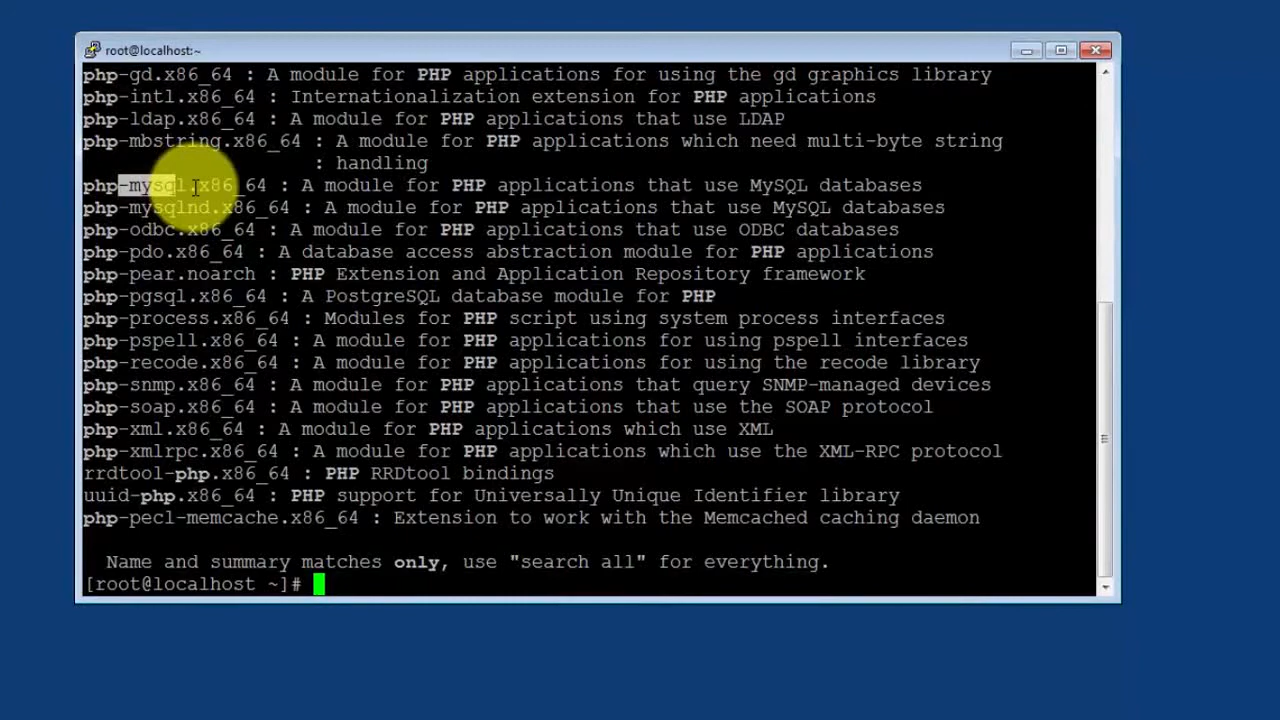 root@localhost:~
php-gd.x86_64 : A module for PHP applications for using the gd graphics library
php-intl.x86_64 : Internationalization extension for PHP applications
php-ldap.x86_64 : A module for PHP applications that use LDAP
php-mbstring.x86_64 : A module for PHP applications which need multi-byte string
: handling
php-mysql.x86_64 : A module for PHP applications that use MySQL databases
php-mysqlnd.x86_64 : A module for PHP applications that use MySQL databases
php-odbc.x86_64 : A module for PHP applications that use ODBC databases
php-pdo.x86_64 : A database access abstraction module for PHP applications
php-pear.noarch : PHP Extension and Application Repository framework
php-pgsql.x86_64 : A PostgreSQL database module for PHP
php-process.x86_64 : Modules for PHP script using system process interfaces
php-pspell.x86_64 : A module for PHP applications for using pspell interfaces
php-recode.x86_64 : A module for PHP applications for using the recode library
php-snmp.x86_64 : A module for PHP applications that query SNMP-managed devices
php-soap.x86_64 : A module for PHP applications that use the SOAP protocol
php-xml.x86_64 : A module for PHP applications which use XML
php-xmlrpc.x86_64 : A module for PHP applications which use the XML-RPC protocol
rrdtool-php.x86_64 : PHP RRDtool bindings
uuid-php.x86_64 : PHP support for Universally Unique Identifier library
php-pecl-memcache.x86_64 : Extension to work with the Memcached caching daemon
Name and summary matches only, use "search all" for everything.
[root@localhost ~]#